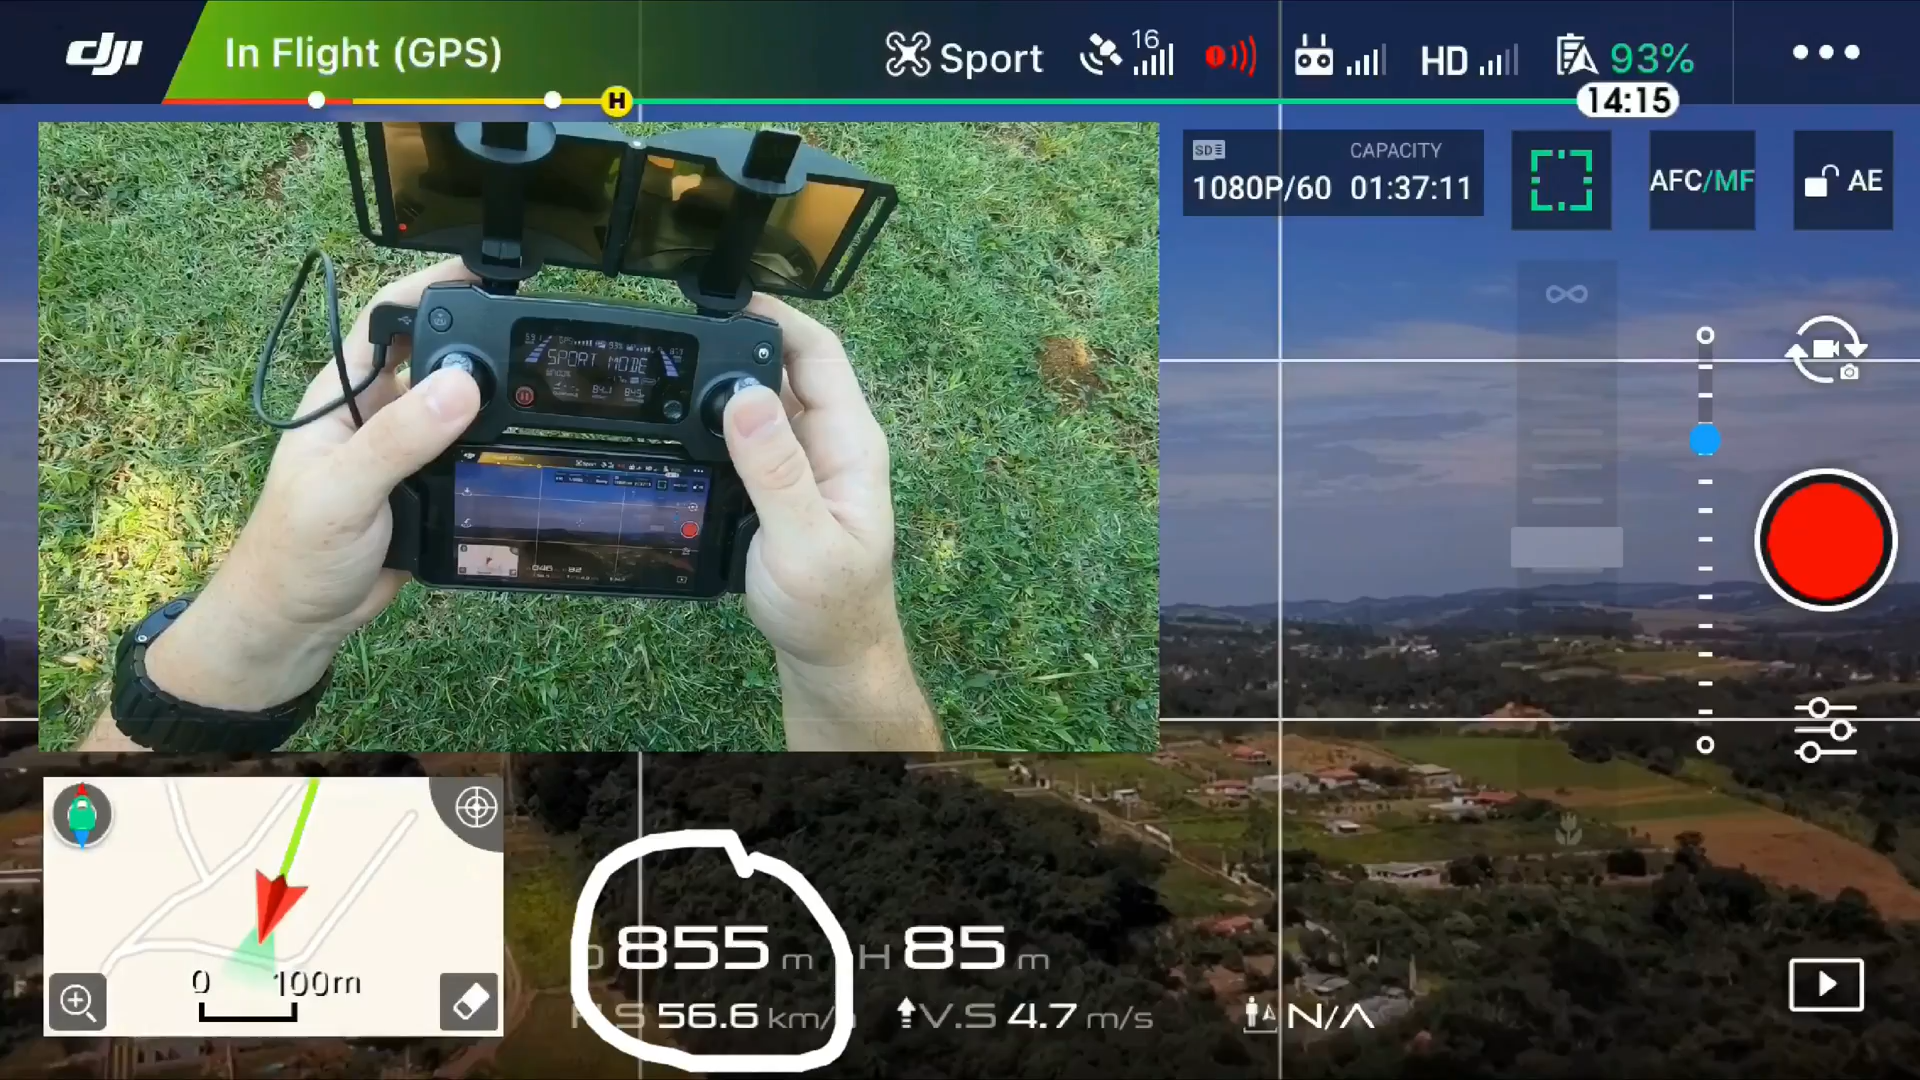 dji In Flight (GPS) Sport 16 HD 93%
H 14:15
SD CAPACITY
1080P/60 01:37:11
AFC/MF AE
SPORT MODE
0 100m
D 855 m H 85 m
H.S 56.6 km/h V.S 4.7 m/s N/A